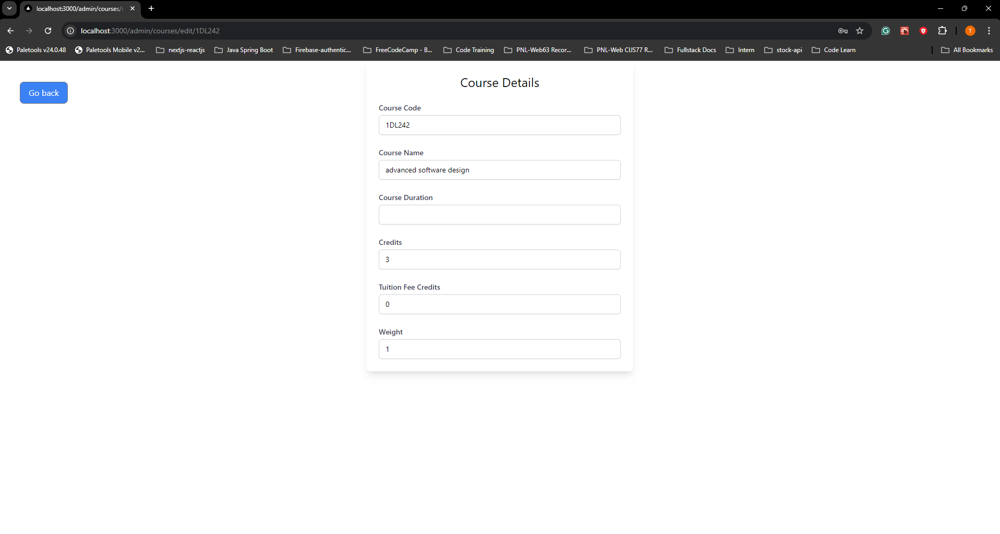 localhost:3000/admin/courses/e
localhost:3000/admin/courses/edit/1DL242
T
Paletools v24.0.48
Paletools Mobile v2...
nextjs-reactjs
Java Spring Boot
Firebase-authentic...
FreeCodeCamp - B...
Code Training
PNL-Web63 Recor...
PNL-Web CIJS77 R...
Fullstack Docs
Intern
stock-api
Code Learn
All Bookmarks
Go back
Course Details
Course Code
1DL242
Course Name
advanced software design
Course Duration
Credits
3
Tuition Fee Credits
0
Weight
1